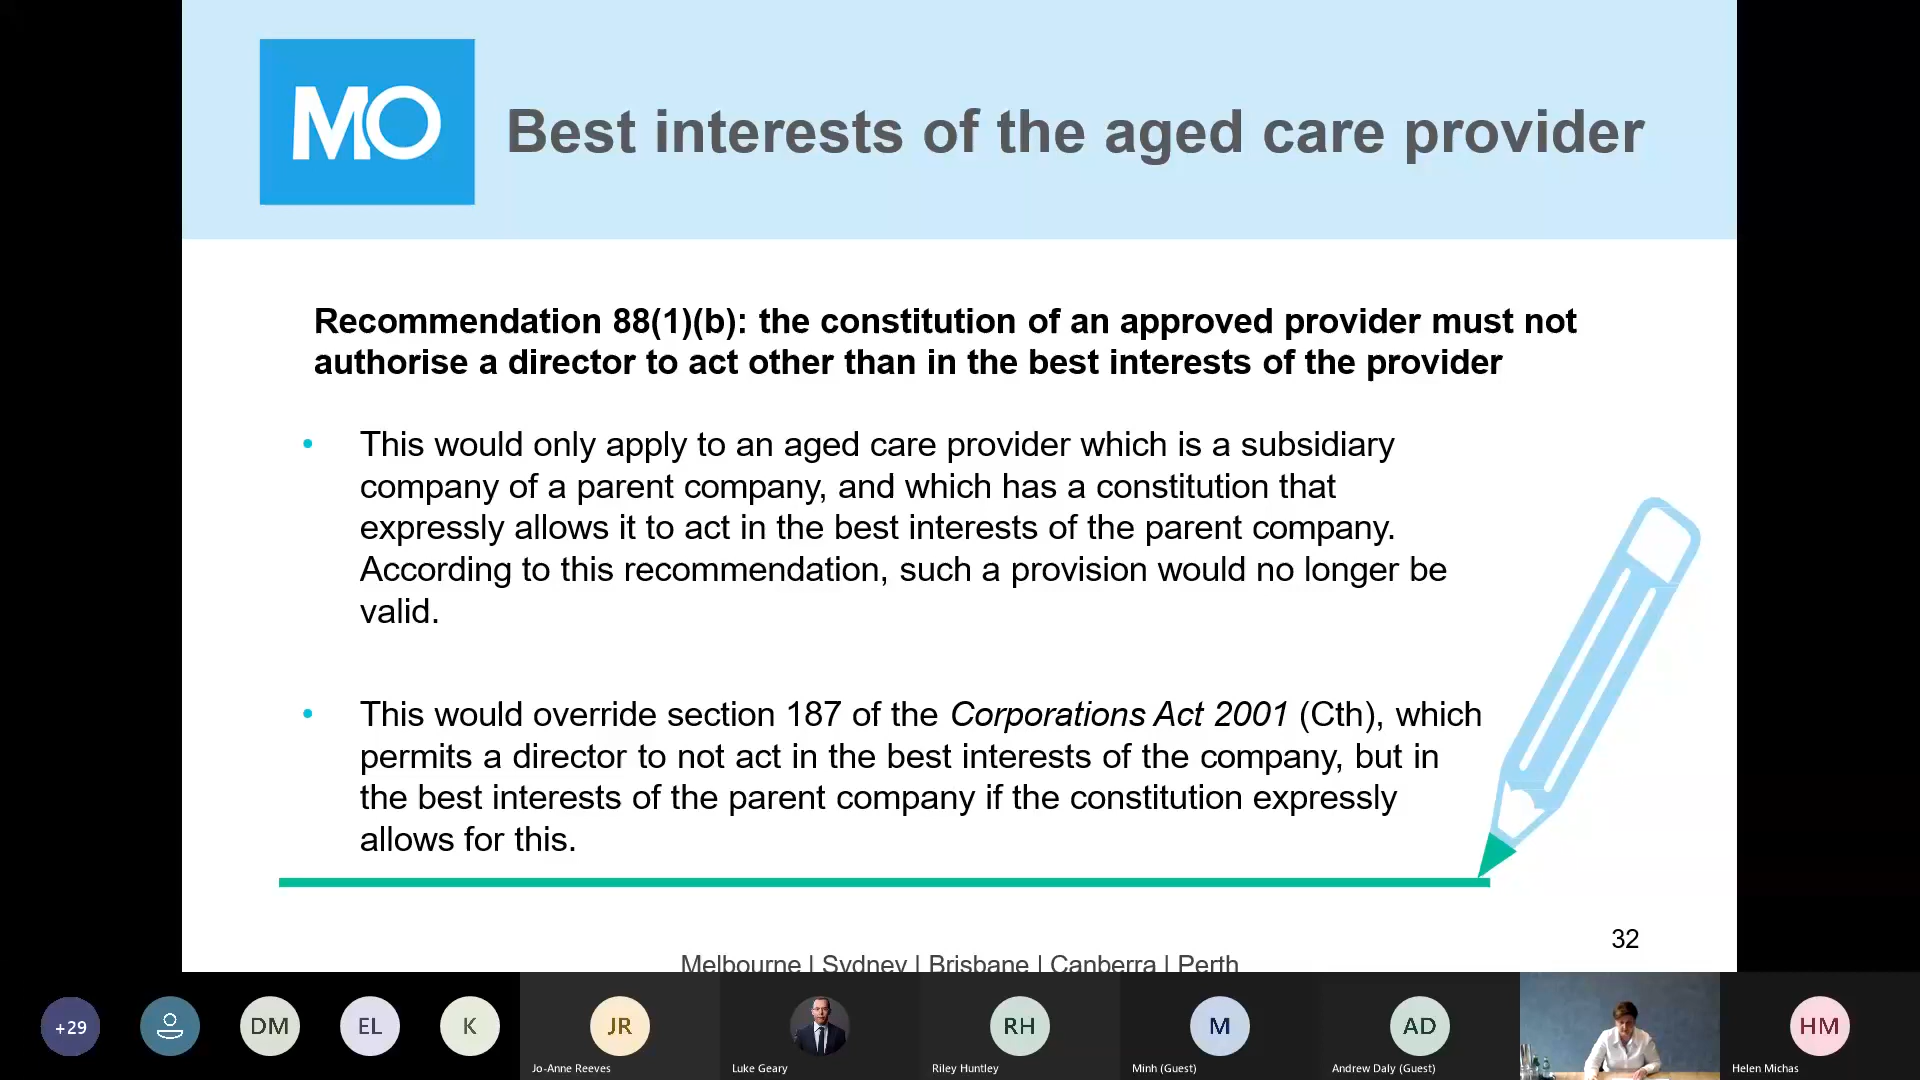 MO
Best interests of the aged care provider
Recommendation 88(1)(b): the constitution of an approved provider must not
authorise a director to act other than in the best interests of the provider
• This would only apply to an aged care provider which is a subsidiary
company of a parent company, and which has a constitution that
expressly allows it to act in the best interests of the parent company.
According to this recommendation, such a provision would no longer be
valid.
• This would override section 187 of the Corporations Act 2001 (Cth), which
permits a director to not act in the best interests of the company, but in
the best interests of the parent company if the constitution expressly
allows for this.
32
Melbourne | Sydney | Brisbane | Canberra | Perth
+29
DM
EL
K
JR
RH
M
AD
HM
Jo-Anne Reeves
Luke Geary
Riley Huntley
Minh (Guest)
Andrew Daly (Guest)
Helen Michas